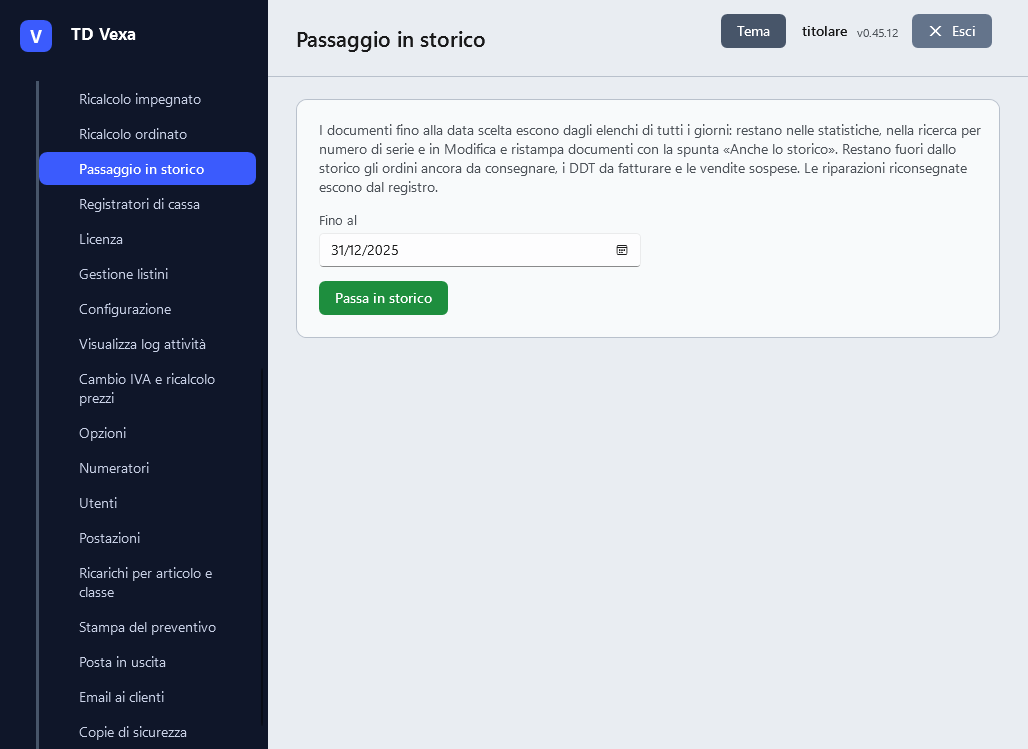 V
TD Vexa
Ricalcolo impegnato
Ricalcolo ordinato
Passaggio in storico
Registratori di cassa
Licenza
Gestione listini
Configurazione
Visualizza log attività
Cambio IVA e ricalcolo
prezzi
Opzioni
Numeratori
Utenti
Postazioni
Ricarichi per articolo e
classe
Stampa del preventivo
Posta in uscita
Email ai clienti
Copie di sicurezza
Passaggio in storico
Tema
titolare
v0.45.12
Esci
I documenti fino alla data scelta escono dagli elenchi di tutti i giorni: restano nelle statistiche, nella ricerca per
numero di serie e in Modifica e ristampa documenti con la spunta «Anche lo storico». Restano fuori dallo
storico gli ordini ancora da consegnare, i DDT da fatturare e le vendite sospese. Le riparazioni riconsegnate
escono dal registro.
Fino al
31/12/2025
Passa in storico